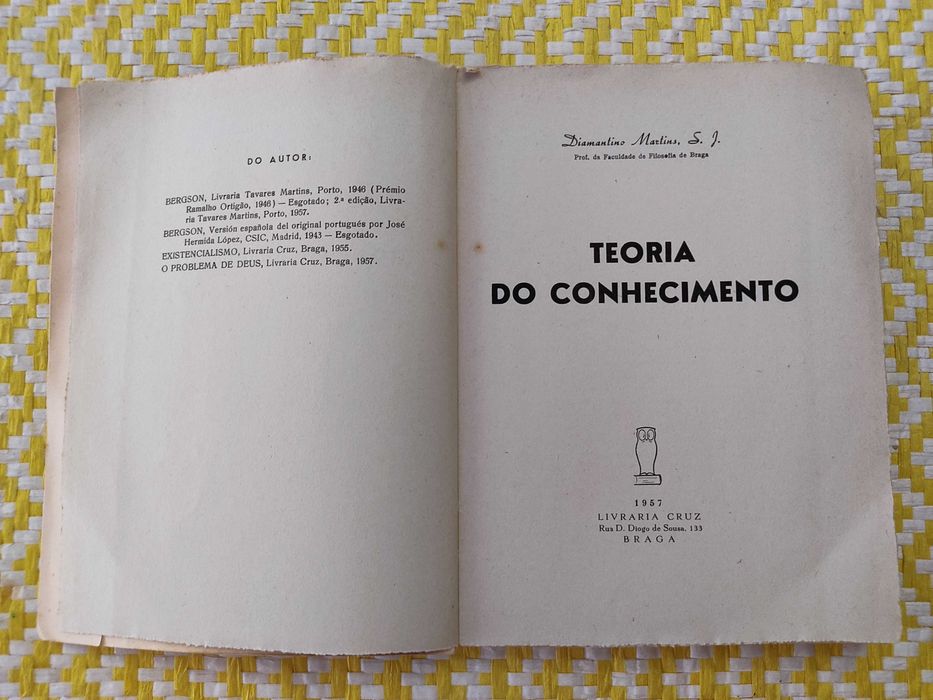 DO AUTOR:
BERGSON, Livraria Tavares Martins, Porto, 1946 (Prémio
Ramalho Ortigão, 1946) — Esgotado; 2.ª edição, Livra-
ria Tavares Martins, Porto, 1957.
BERGSON, Versión española del original portugués por José
Hermida López, CSIC, Madrid, 1943 — Esgotado.
EXISTENCIALISMO, Livraria Cruz, Braga, 1955.
O PROBLEMA DE DEUS, Livraria Cruz, Braga, 1957.
Diamantino Martins, S. J.
Prof. da Faculdade de Filosofia de Braga
TEORIA
DO CONHECIMENTO
1957
LIVRARIA CRUZ
Rua D. Diogo de Sousa, 133
BRAGA